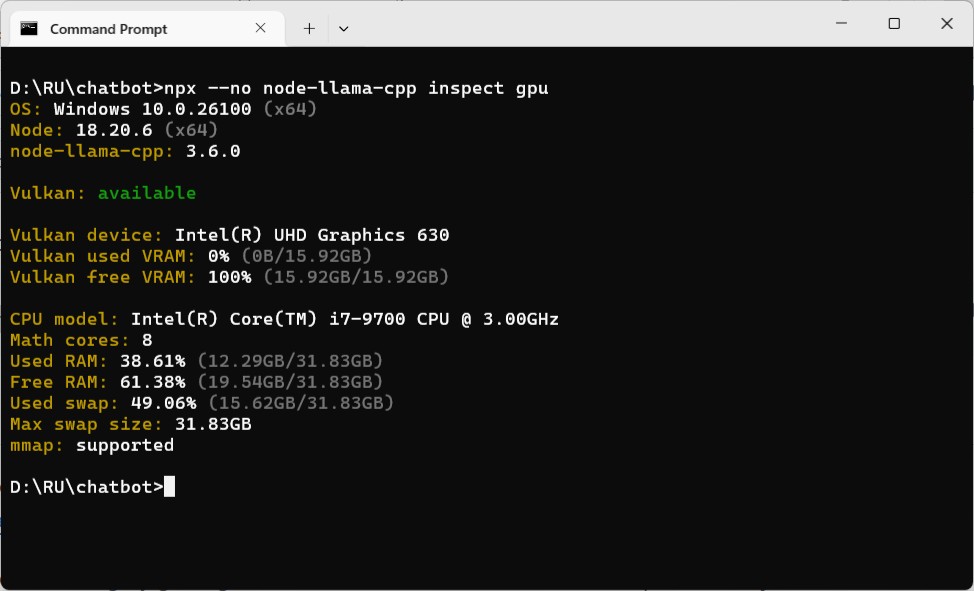 Command Prompt
D:\RU\chatbot>npx --no node-llama-cpp inspect gpu
OS: Windows 10.0.26100 (x64)
Node: 18.20.6 (x64)
node-llama-cpp: 3.6.0
Vulkan: available
Vulkan device: Intel(R) UHD Graphics 630
Vulkan used VRAM: 0% (0B/15.92GB)
Vulkan free VRAM: 100% (15.92GB/15.92GB)
CPU model: Intel(R) Core(TM) i7-9700 CPU @ 3.00GHz
Math cores: 8
Used RAM: 38.61% (12.29GB/31.83GB)
Free RAM: 61.38% (19.54GB/31.83GB)
Used swap: 49.06% (15.62GB/31.83GB)
Max swap size: 31.83GB
mmap: supported
D:\RU\chatbot>